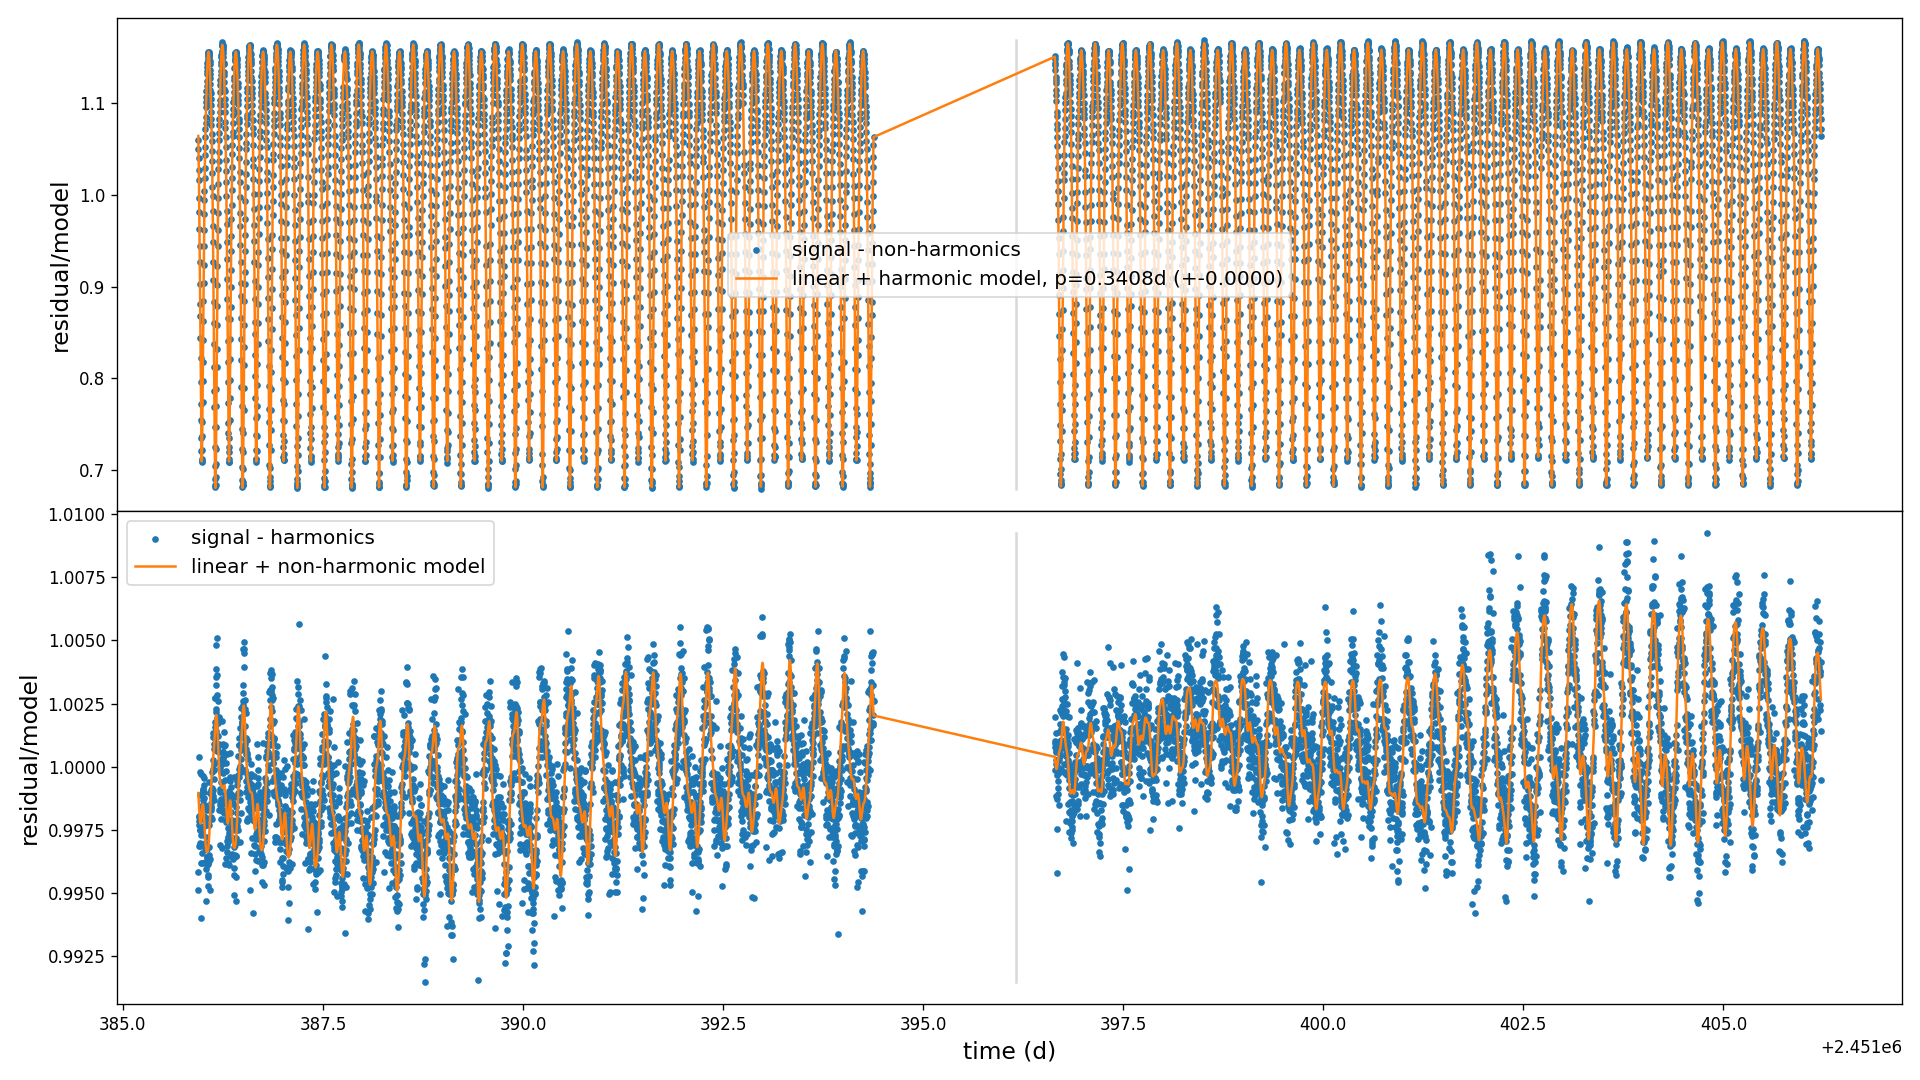 1.1
1.0
0.9
0.8
0.7
residual/model
signal - non-harmonics
linear + harmonic model, p=0.3408d (+-0.0000)
1.0100
1.0075
1.0050
1.0025
1.0000
0.9975
0.9950
0.9925
residual/model
signal - harmonics
linear + non-harmonic model
385.0 387.5 390.0 392.5 395.0 397.5 400.0 402.5 405.0
time (d)
+2.451e6